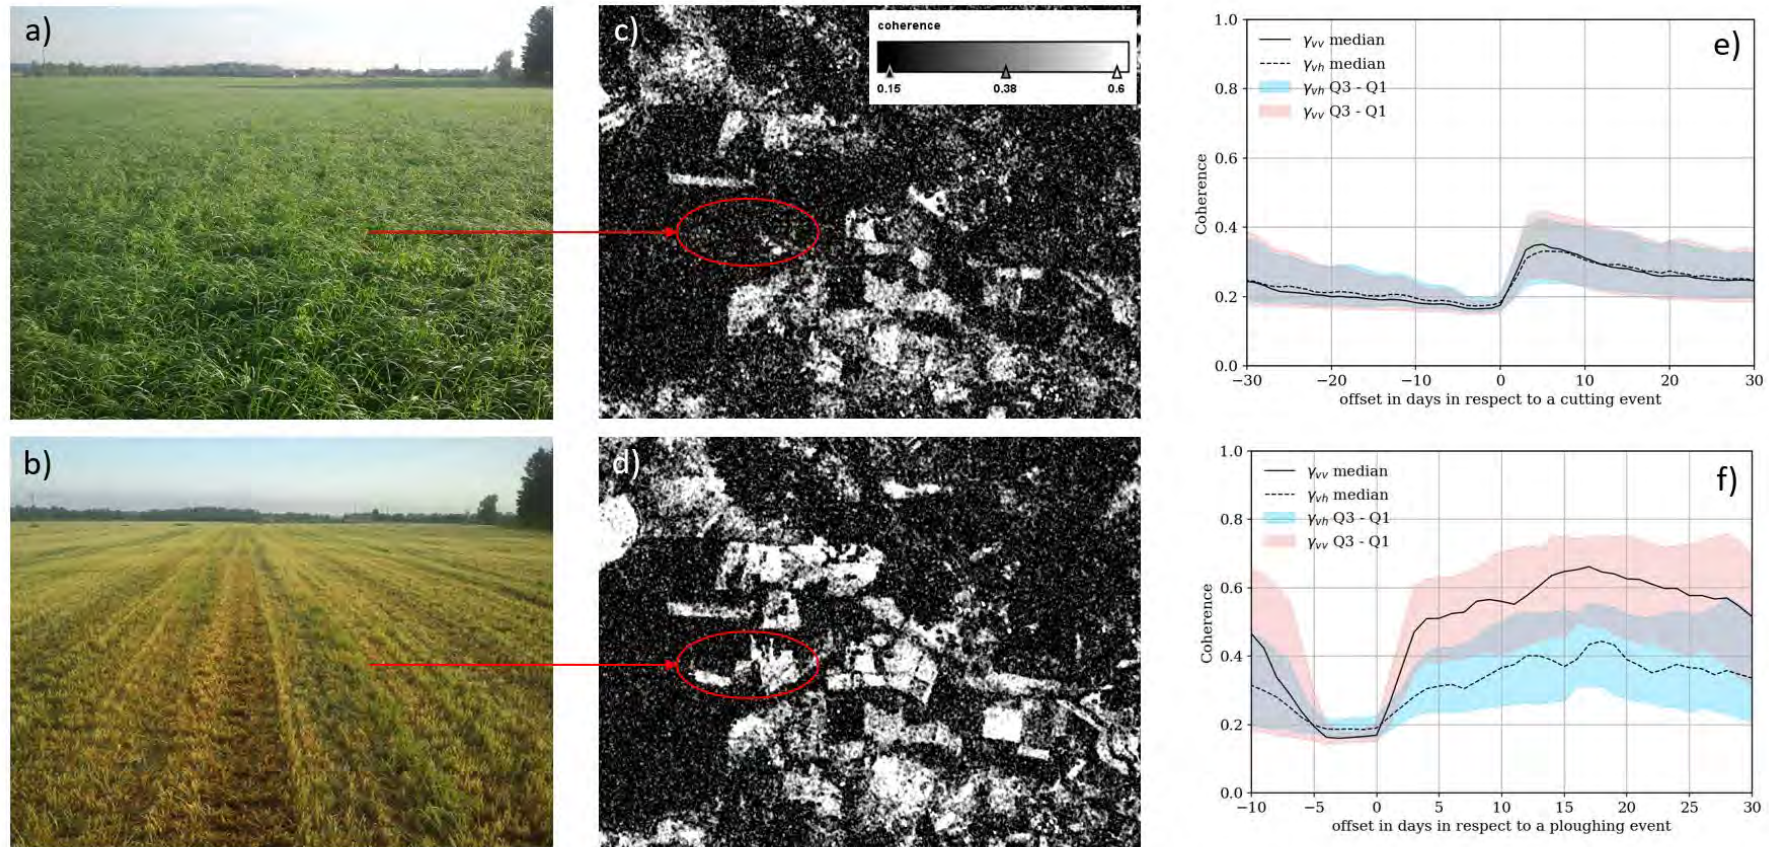 a)
c)
coherence
0.15 0.38 0.6
e)
1.0
0.8
0.6
0.4
0.2
0.0
Coherence
γvv median
γvh median
γvh Q3 - Q1
γvv Q3 - Q1
−30 −20 −10 0 10 20 30
offset in days in respect to a cutting event
b)
d)
f)
1.0
0.8
0.6
0.4
0.2
0.0
Coherence
γvv median
γvh median
γvh Q3 - Q1
γvv Q3 - Q1
−10 −5 0 5 10 15 20 25 30
offset in days in respect to a ploughing event